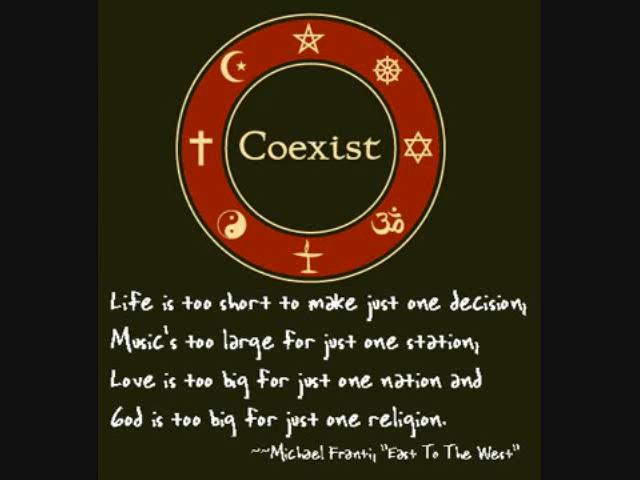 Coexist
Life is too short to make just one decision,
Music's too large for just one station,
Love is too big for just one nation and
God is too big for just one religion.
~~Michael Franti, "East To The West"